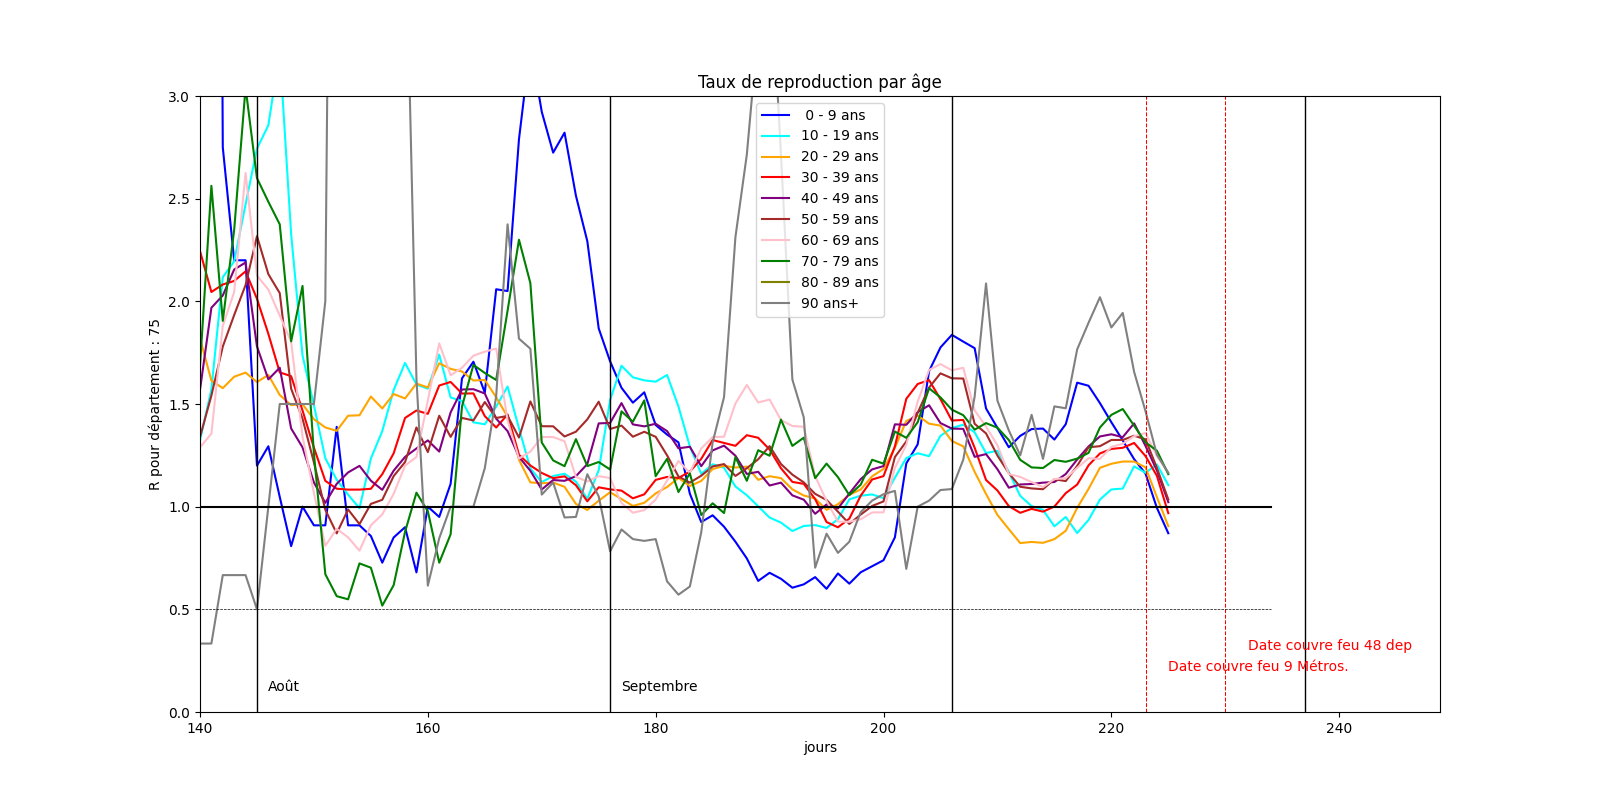 Taux de reproduction par âge
3.0
2.5
2.0
1.5
1.0
0.5
0.0
R pour département : 75
0 - 9 ans
10 - 19 ans
20 - 29 ans
30 - 39 ans
40 - 49 ans
50 - 59 ans
60 - 69 ans
70 - 79 ans
80 - 89 ans
90 ans+
Date couvre feu 48 dep
Date couvre feu 9 Métros.
Août
Septembre
140
160
180
200
220
240
jours